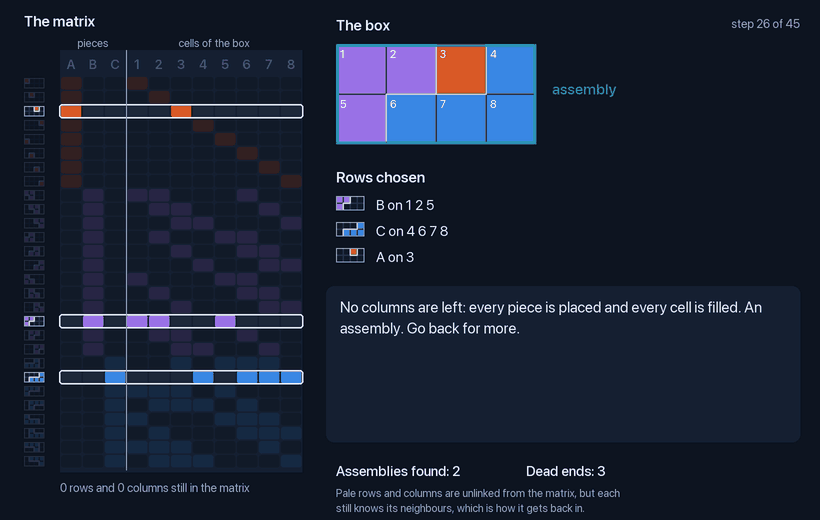 The matrix
pieces cells of the box
A B C 1 2 3 4 5 6 7 8
0 rows and 0 columns still in the matrix
The box
step 26 of 45
1 2 3 4
5 6 7 8
assembly
Rows chosen
B on 1 2 5
C on 4 6 7 8
A on 3
No columns are left: every piece is placed and every cell is filled. An
assembly. Go back for more.
Assemblies found: 2 Dead ends: 3
Pale rows and columns are unlinked from the matrix, but each
still knows its neighbours, which is how it gets back in.